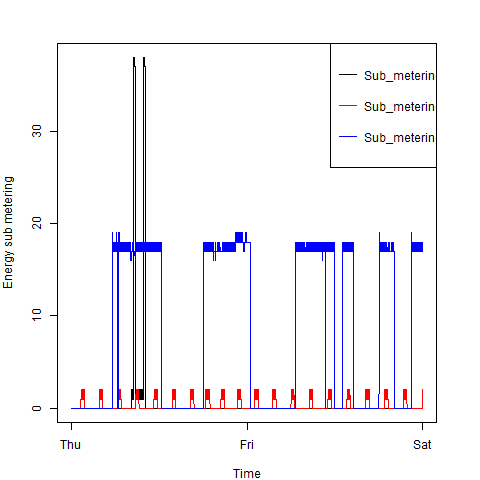 Sub_meterin
Sub_meterin
Sub_meterin
30
20
10
0
Energy sub metering
Thu Fri Sat
Time